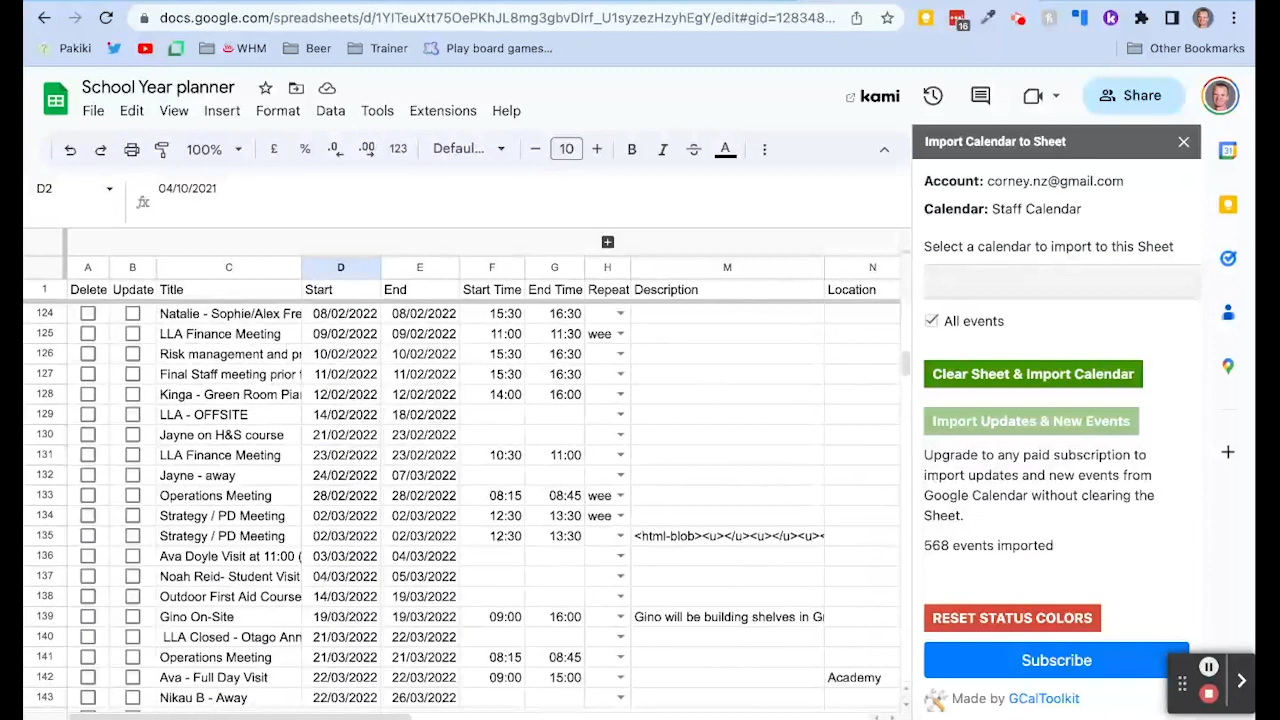 docs.google.com/spreadsheets/d/1YlTeuXtt75OePKhJL8mg3gbvDlrf_U1syzezHzyhEgY/edit#gid=128348...
16
Pakiki WHM Beer Trainer Play board games... Other Bookmarks
School Year planner
File Edit View Insert Format Data Tools Extensions Help
kami
Share
100% £ % .0 .00 123 Defaul... 10 B I A
D2 04/10/2021
fx
A B C D E F G H M N
1 Delete Update Title Start End Start Time End Time Repeat Description Location
124 Natalie - Sophie/Alex Fre 08/02/2022 08/02/2022 15:30 16:30
125 LLA Finance Meeting 09/02/2022 09/02/2022 11:00 11:30 wee
126 Risk management and pr 10/02/2022 10/02/2022 15:30 16:30
127 Final Staff meeting prior 11/02/2022 11/02/2022 15:30 16:30
128 Kinga - Green Room Plan 12/02/2022 12/02/2022 14:00 16:00
129 LLA - OFFSITE 14/02/2022 18/02/2022
130 Jayne on H&S course 21/02/2022 23/02/2022
131 LLA Finance Meeting 23/02/2022 23/02/2022 10:30 11:00
132 Jayne - away 24/02/2022 07/03/2022
133 Operations Meeting 28/02/2022 28/02/2022 08:15 08:45 wee
134 Strategy / PD Meeting 02/03/2022 02/03/2022 12:30 13:30 wee
135 Strategy / PD Meeting 02/03/2022 02/03/2022 12:30 13:30 <html-blob><u></u><u></u><u><
136 Ava Doyle Visit at 11:00 ( 03/03/2022 04/03/2022
137 Noah Reid- Student Visit 04/03/2022 05/03/2022
138 Outdoor First Aid Course 14/03/2022 19/03/2022
139 Gino On-Site 19/03/2022 19/03/2022 09:00 16:00 Gino will be building shelves in Gr
140 LLA Closed - Otago Ann 21/03/2022 22/03/2022
141 Operations Meeting 21/03/2022 21/03/2022 08:15 08:45
142 Ava - Full Day Visit 22/03/2022 22/03/2022 09:00 15:00 Academy
143 Nikau B - Away 22/03/2022 26/03/2022
Import Calendar to Sheet
Account: corney.nz@gmail.com
Calendar: Staff Calendar
Select a calendar to import to this Sheet
All events
Clear Sheet & Import Calendar
Import Updates & New Events
Upgrade to any paid subscription to
import updates and new events from
Google Calendar without clearing the
Sheet.
568 events imported
RESET STATUS COLORS
Subscribe
Made by GCalToolkit
31